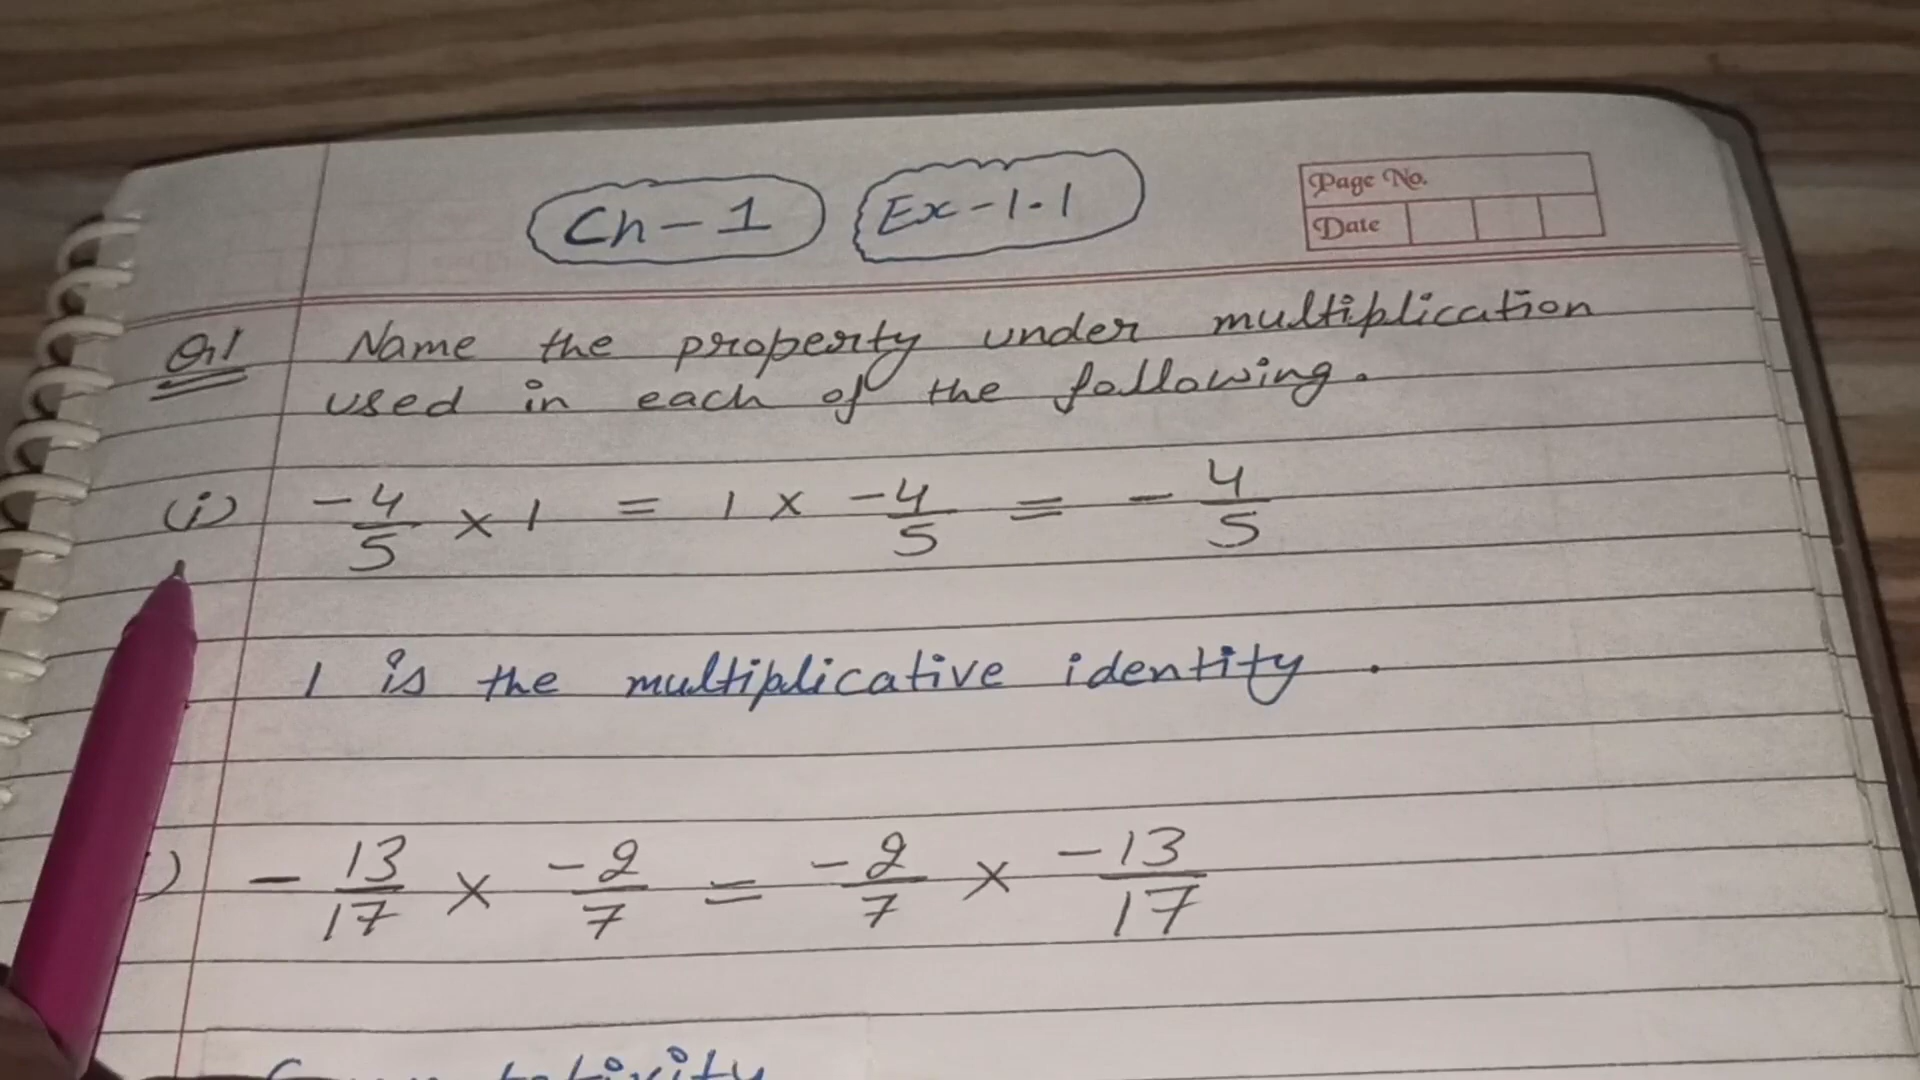 Ch - 1 Ex - 1.1
Page No.
Date
Q1 Name the property under multiplication
used in each of the following.
(i) -4/5 × 1 = 1 × -4/5 = - 4/5
1 is the multiplicative identity.
) - 13/17 × -2/7 = -2/7 × -13/17